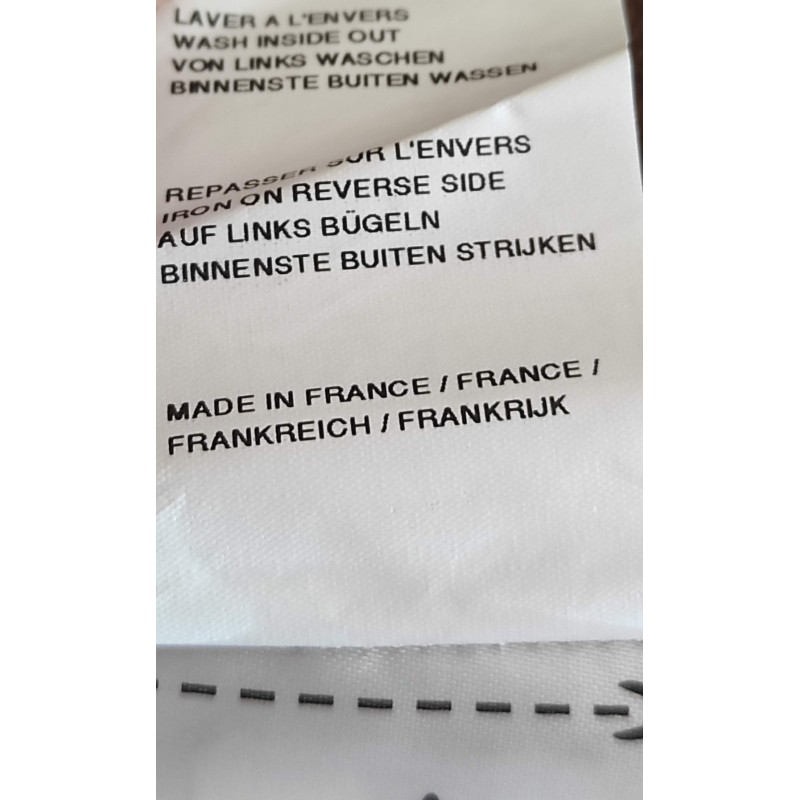 LAVER A L'ENVERS
WASH INSIDE OUT
VON LINKS WASCHEN
BINNENSTE BUITEN WASSEN
REPASSER SUR L'ENVERS
IRON ON REVERSE SIDE
AUF LINKS BÜGELN
BINNENSTE BUITEN STRIJKEN
MADE IN FRANCE / FRANCE /
FRANKREICH / FRANKRIJK